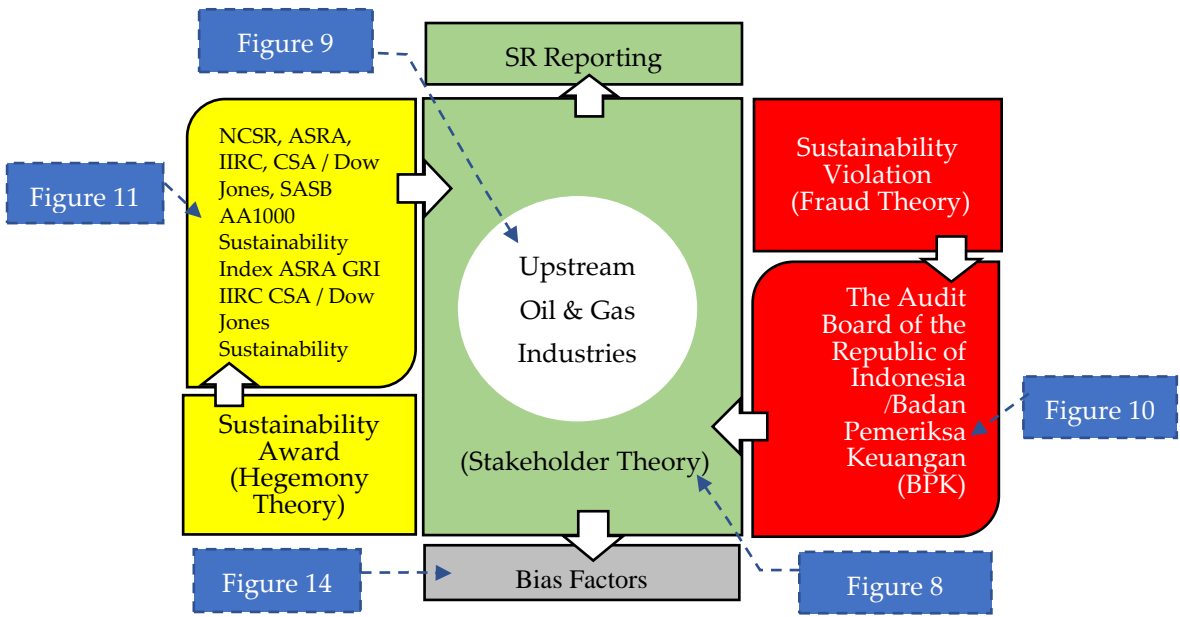 Figure 9
SR Reporting
NCSR, ASRA,
IIRC, CSA / Dow
Jones, SASB
AA1000
Sustainability
Index ASRA GRI
IIRC CSA / Dow
Jones
Sustainability
Figure 11
Sustainability
Award
(Hegemony
Theory)
Upstream
Oil & Gas
Industries
(Stakeholder Theory)
Sustainability
Violation
(Fraud Theory)
The Audit
Board of the
Republic of
Indonesia
/Badan
Pemeriksa
Keuangan
(BPK)
Figure 10
Figure 14
Bias Factors
Figure 8